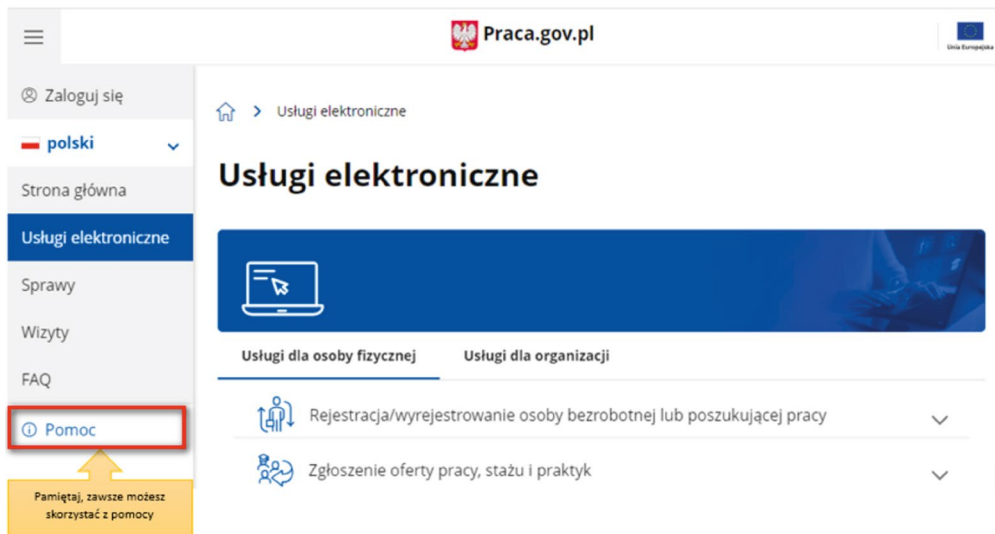 Praca.gov.pl
Unia Europejska
Zaloguj się
polski
Strona główna
Usługi elektroniczne
Sprawy
Wizyty
FAQ
Pomoc
Pamiętaj, zawsze możesz
skorzystać z pomocy
Usługi elektroniczne
Usługi elektroniczne
Usługi dla osoby fizycznej
Usługi dla organizacji
Rejestracja/wyrejestrowanie osoby bezrobotnej lub poszukującej pracy
Zgłoszenie oferty pracy, stażu i praktyk